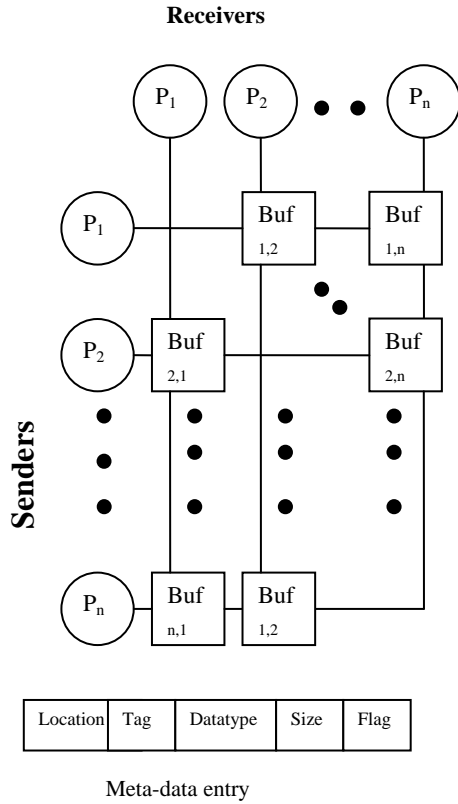 Receivers
P1 P2 Pn
P1
Buf
1,2
Buf
1,n
P2
Buf
2,1
Buf
2,n
Senders
Pn
Buf
n,1
Buf
1,2
Location Tag Datatype Size Flag
Meta-data entry